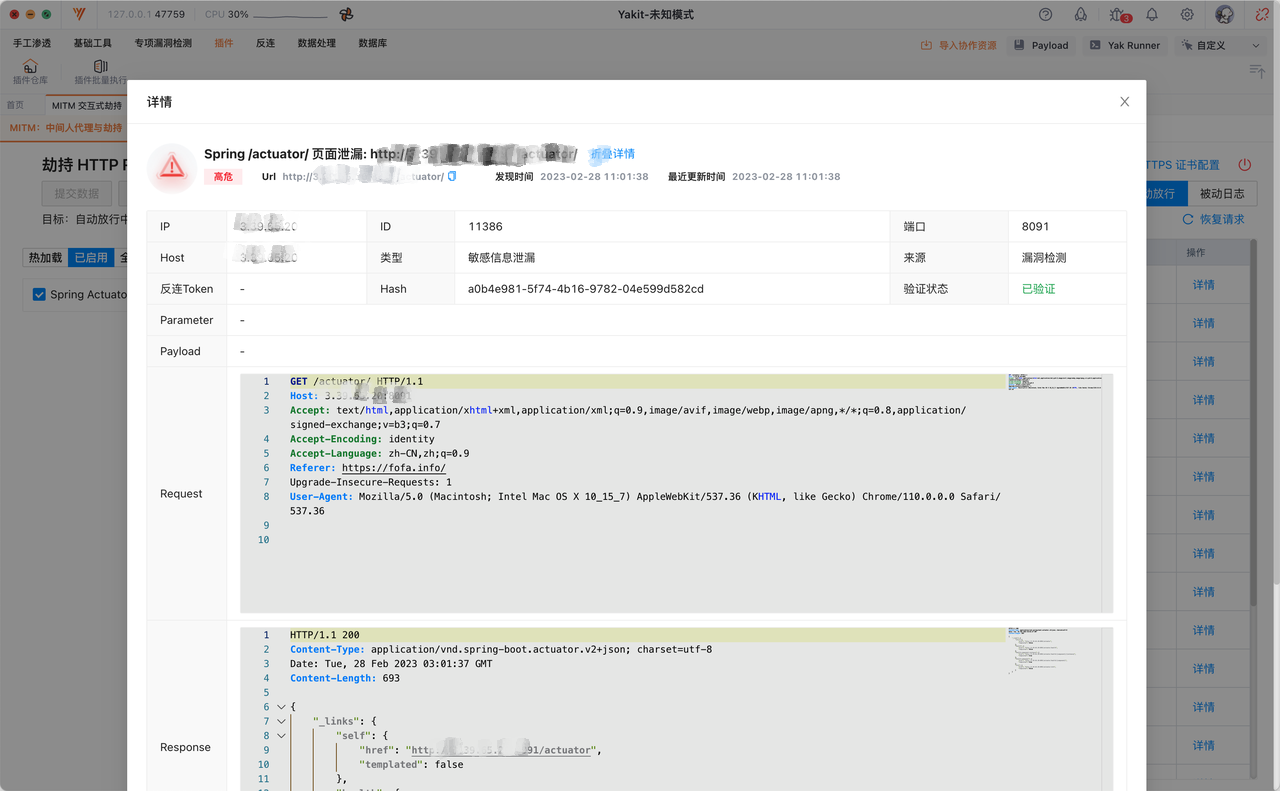 127.0.0.1 47759 CPU 30%
Yakit-未知模式
3
手工渗透 基础工具 专项漏洞检测 插件 反连 数据处理 数据库
导入协作资源 Payload Yak Runner 自定义
插件仓库 插件批量执行
首页 MITM 交互式劫持
MITM: 中间人代理与劫持
劫持 HTTP
TTPS 证书配置
提交数据
动放行 被动日志
目标: 自动放行中
恢复请求
热加载 已启用
操作
Spring Actuato
详情
详情
详情
详情
详情
详情
详情
详情
详情
详情
详情
详情
详情
详情
Spring /actuator/ 页面泄漏: http:// actuator/ 折叠详情
高危 Url http://3 tuator/ 发现时间 2023-02-28 11:01:38 最近更新时间 2023-02-28 11:01:38
IP ID 11386 端口 8091
Host 类型 敏感信息泄漏 来源 漏洞检测
反连Token - Hash a0b4e981-5f74-4b16-9782-04e599d582cd 验证状态 已验证
Parameter -
Payload -
Request
1 GET /actuator/ HTTP/1.1
2 Host:
3 Accept: text/html,application/xhtml+xml,application/xml;q=0.9,image/avif,image/webp,image/apng,*/*;q=0.8,application/
signed-exchange;v=b3;q=0.7
4 Accept-Encoding: identity
5 Accept-Language: zh-CN,zh;q=0.9
6 Referer: https://fofa.info/
7 Upgrade-Insecure-Requests: 1
8 User-Agent: Mozilla/5.0 (Macintosh; Intel Mac OS X 10_15_7) AppleWebKit/537.36 (KHTML, like Gecko) Chrome/110.0.0.0 Safari/
537.36
9
10
Response
1 HTTP/1.1 200
2 Content-Type: application/vnd.spring-boot.actuator.v2+json; charset=utf-8
3 Date: Tue, 28 Feb 2023 03:01:37 GMT
4 Content-Length: 693
5
6 {
7 "_links": {
8 "self": {
9 "href": "http: 91/actuator",
10 "templated": false
11 },